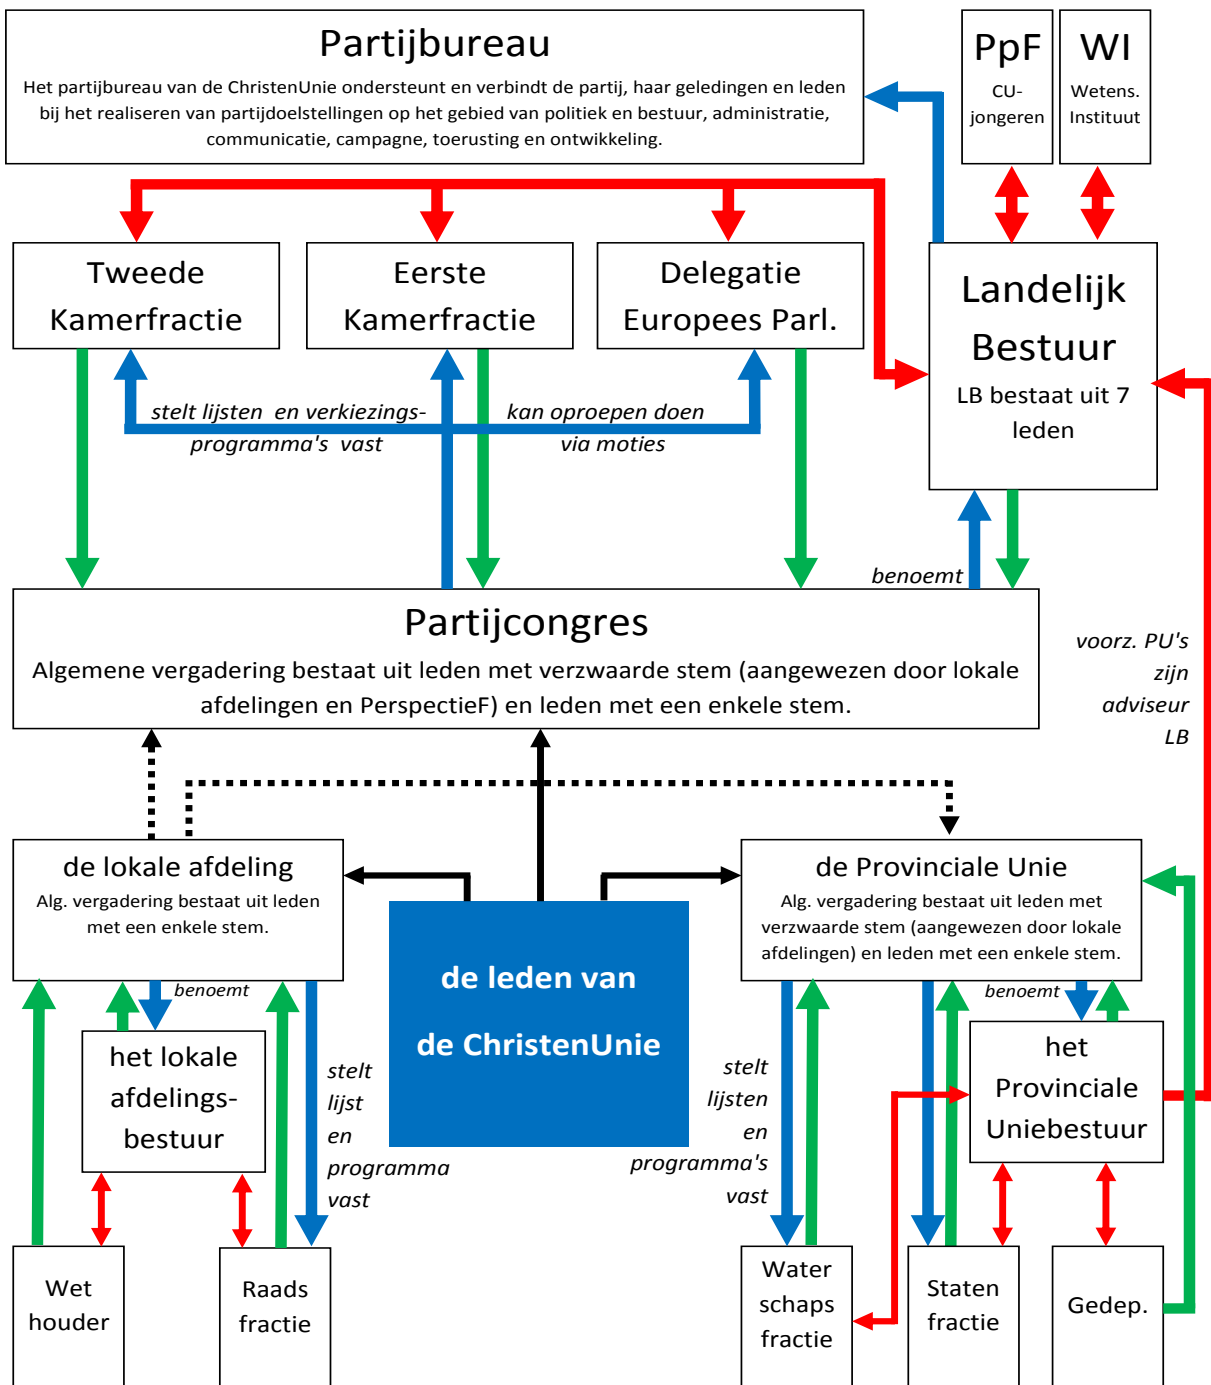 Partijbureau
Het partijbureau van de ChristenUnie ondersteunt en verbindt de partij, haar geledingen en leden
bij het realiseren van partijdoelstellingen op het gebied van politiek en bestuur, administratie,
communicatie, campagne, toerusting en ontwikkeling.
PpF
CU-
jongeren
WI
Wetens.
Instituut
Tweede
Kamerfractie
Eerste
Kamerfractie
Delegatie
Europees Parl.
Landelijk
Bestuur
LB bestaat uit 7
leden
stelt lijsten en verkiezings-
programma's vast
kan oproepen doen
via moties
benoemt
Partijcongres
Algemene vergadering bestaat uit leden met verzwaarde stem (aangewezen door lokale
afdelingen en PerspectieF) en leden met een enkele stem.
voorz. PU's
zijn
adviseur
LB
de lokale afdeling
Alg. vergadering bestaat uit leden
met een enkele stem.
de Provinciale Unie
Alg. vergadering bestaat uit leden met
verzwaarde stem (aangewezen door lokale
afdelingen) en leden met een enkele stem.
de leden van
de ChristenUnie
benoemt
het lokale
afdelings-
bestuur
stelt
lijst
en
programma
vast
stelt
lijsten
en
programma's
vast
benoemt
het
Provinciale
Uniebestuur
Wet
houder
Raads
fractie
Water
schaps
fractie
Staten
fractie
Gedep.